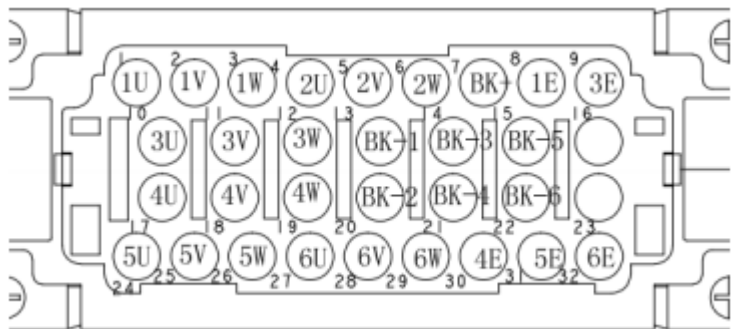 1 2 3 4 5 6 7 8 9
1U 1V 1W 2U 2V 2W BK+ 1E 3E
10 11 12 13 14 15 16
3U 3V 3W BK-1 BK-3 BK-5
4U 4V 4W BK-2 BK-4 BK-6
17 18 19 20 21 22 23
5U 5V 5W 6U 6V 6W 4E 5E 6E
24 25 26 27 28 29 30 31 32